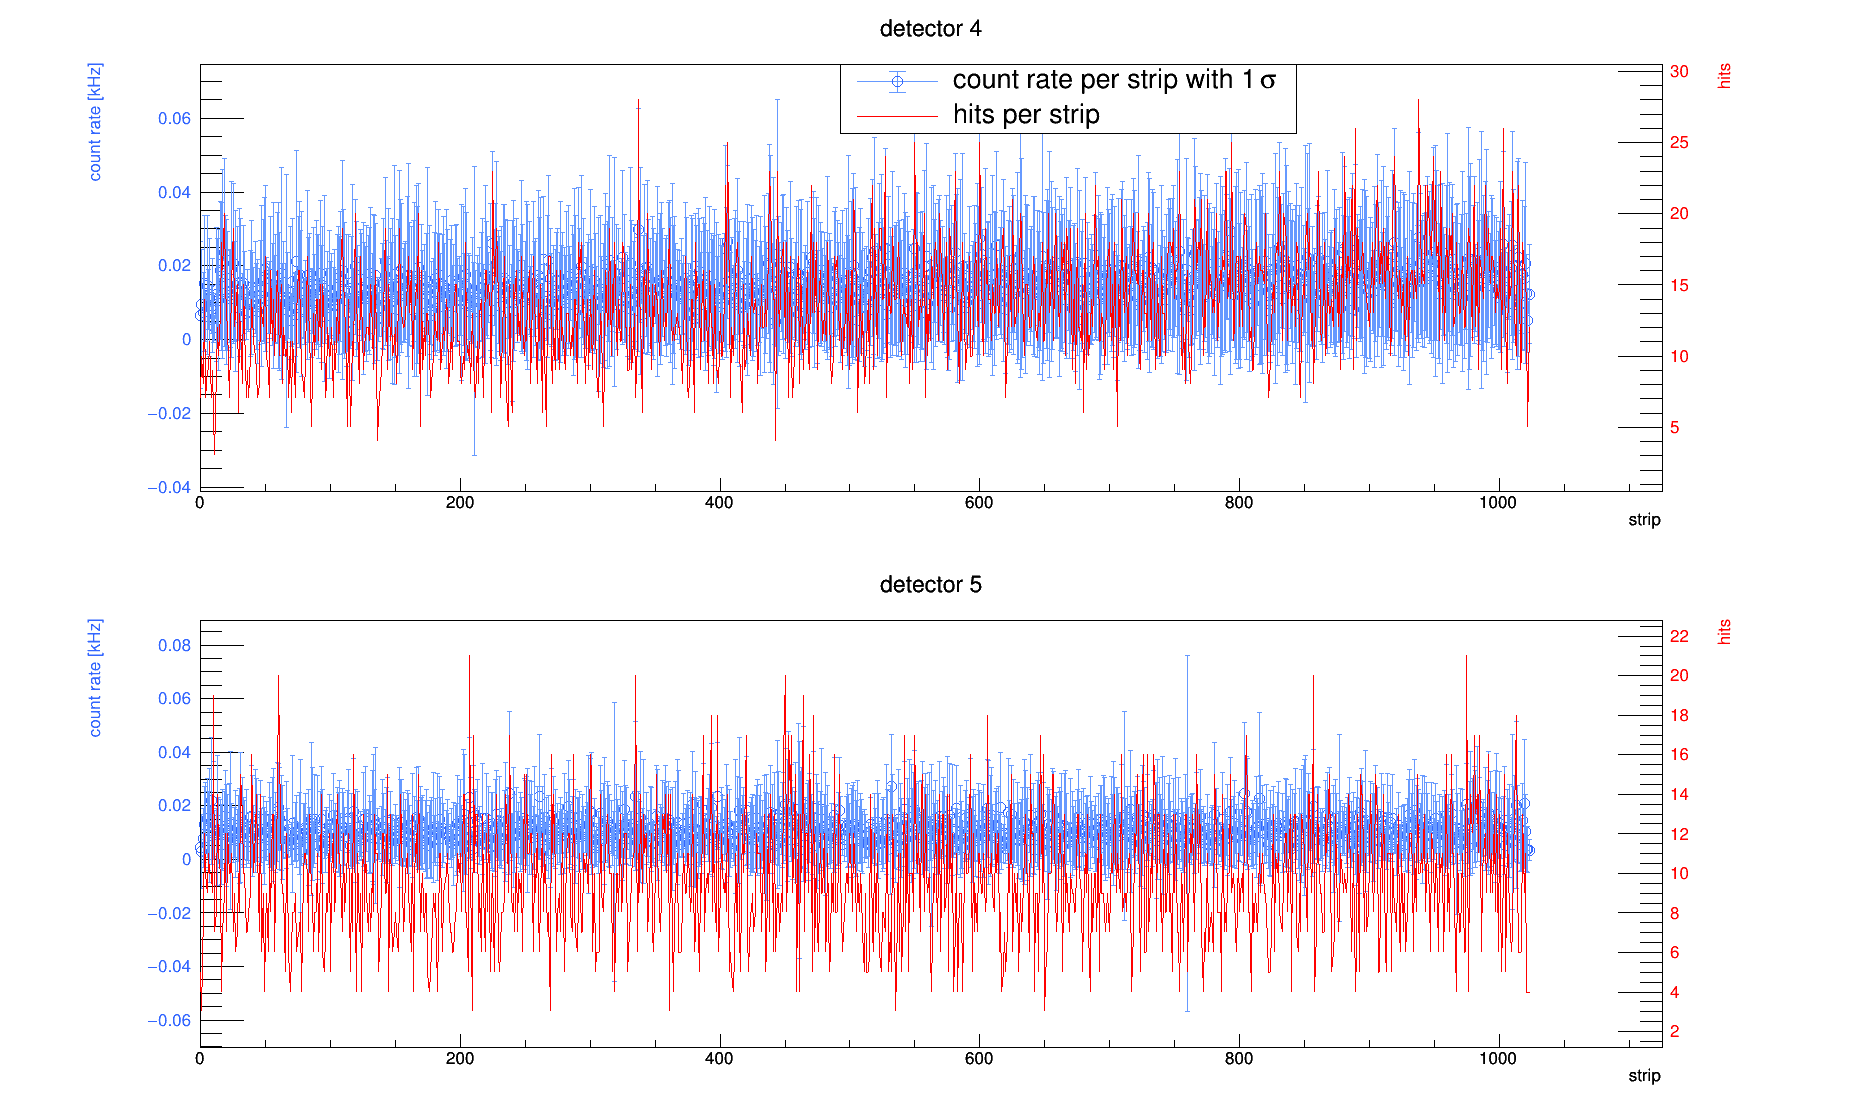 detector 4
count rate [kHz]
hits
count rate per strip with 1 σ
hits per strip
0.06
0.04
0.02
0
−0.02
−0.04
30
25
20
15
10
5
0 200 400 600 800 1000
strip
detector 5
count rate [kHz]
hits
0.08
0.06
0.04
0.02
0
−0.02
−0.04
−0.06
22
20
18
16
14
12
10
8
6
4
2
0 200 400 600 800 1000
strip